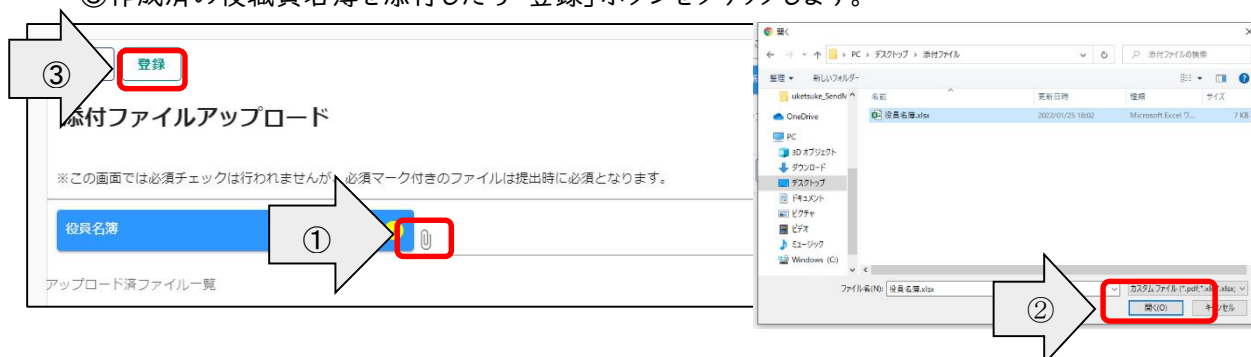 ③作成済の役職員名簿を添付したら「登録」ボタンをクリックします。
③
登録
添付ファイルアップロード
※この画面では必須チェックは行われませんが、必須マーク付きのファイルは提出時に必須となります。
役員名簿
①
アップロード済ファイル一覧
開く
PC › デスクトップ › 添付ファイル
添付ファイルの検索
整理 新しいフォルダー
uketsuke_SendM
OneDrive
PC
3D オブジェクト
ダウンロード
デスクトップ
ドキュメント
ピクチャ
ビデオ
ミュージック
Windows (C:)
名前 更新日時 種類 サイズ
役員名簿.xlsx 2022/01/25 18:02 Microsoft Excel ワ... 7 KB
ファイル名(N): 役員名簿.xlsx
カスタム ファイル (*.pdf;*.xls;*.xlsx;
②
開く(O)
キャンセル